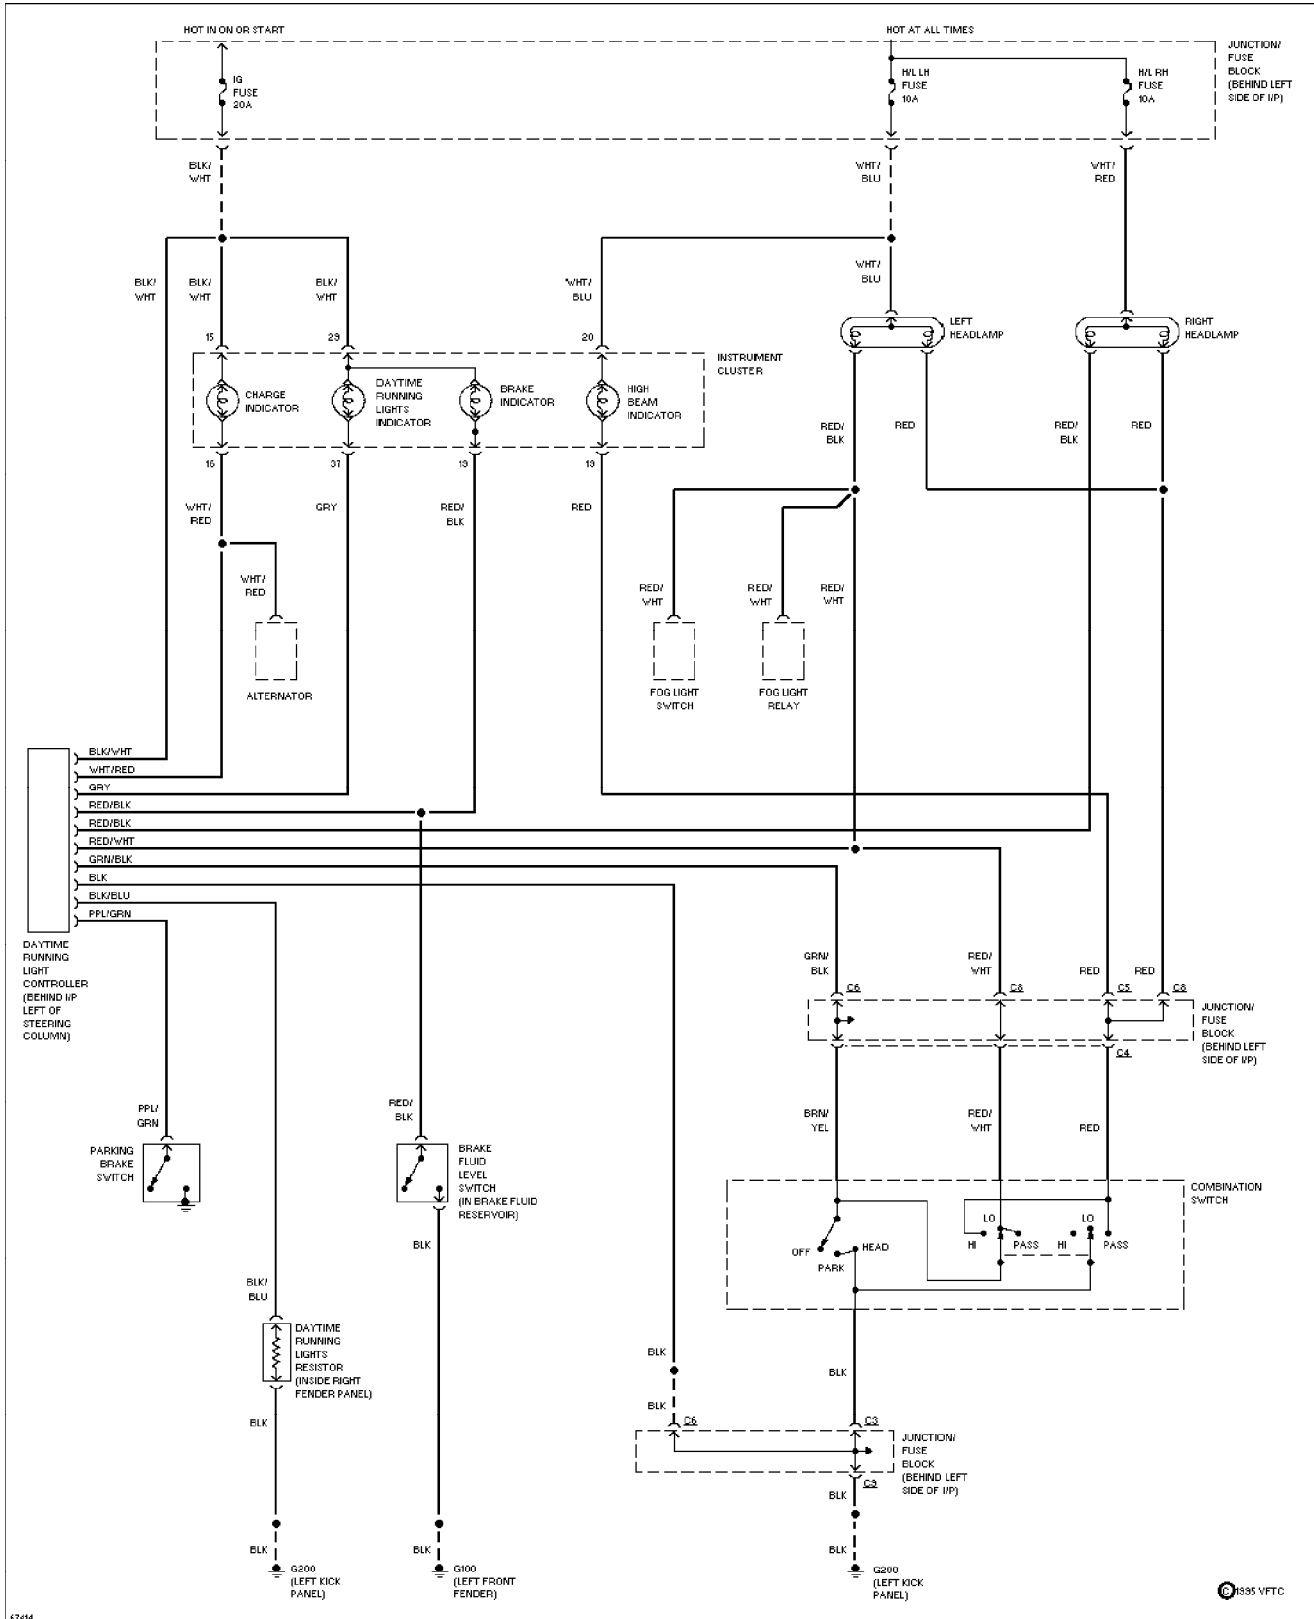 HOT IN ON OR START
HOT AT ALL TIMES
IG
FUSE
20A
H/L LH
FUSE
10A
H/L RH
FUSE
10A
JUNCTION/
FUSE
BLOCK
(BEHIND LEFT
SIDE OF I/P)
BLK/
WHT
WHT/
BLU
WHT/
RED
BLK/
WHT
BLK/
WHT
BLK/
WHT
WHT/
BLU
WHT/
BLU
15
29
20
LEFT
HEADLAMP
RIGHT
HEADLAMP
INSTRUMENT
CLUSTER
CHARGE
INDICATOR
DAYTIME
RUNNING
LIGHTS
INDICATOR
BRAKE
INDICATOR
HIGH
BEAM
INDICATOR
RED/
BLK
RED
RED/
BLK
RED
16
37
19
19
WHT/
RED
GRY
RED/
BLK
RED
WHT/
RED
RED/
WHT
RED/
WHT
RED/
WHT
ALTERNATOR
FOG LIGHT
SWITCH
FOG LIGHT
RELAY
BLK/WHT
WHT/RED
GRY
RED/BLK
RED/BLK
RED/WHT
GRN/BLK
BLK
BLK/BLU
PPL/GRN
DAYTIME
RUNNING
LIGHT
CONTROLLER
(BEHIND I/P
LEFT OF
STEERING
COLUMN)
GRN/
BLK
RED/
WHT
RED
RED
C6
C8
C5
C8
JUNCTION/
FUSE
BLOCK
(BEHIND LEFT
SIDE OF I/P)
C4
PPL/
GRN
RED/
BLK
BRN/
YEL
RED/
WHT
RED
PARKING
BRAKE
SWITCH
BRAKE
FLUID
LEVEL
SWITCH
(IN BRAKE FLUID
RESERVOIR)
COMBINATION
SWITCH
LO
LO
HI
PASS
HI
PASS
OFF
HEAD
PARK
BLK
BLK/
BLU
DAYTIME
RUNNING
LIGHTS
RESISTOR
(INSIDE RIGHT
FENDER PANEL)
BLK
BLK
BLK
BLK
C6
C3
JUNCTION/
FUSE
BLOCK
(BEHIND LEFT
SIDE OF I/P)
C9
BLK
BLK
BLK
BLK
G200
(LEFT KICK
PANEL)
G100
(LEFT FRONT
FENDER)
G200
(LEFT KICK
PANEL)
© 1995 VFTC
67414